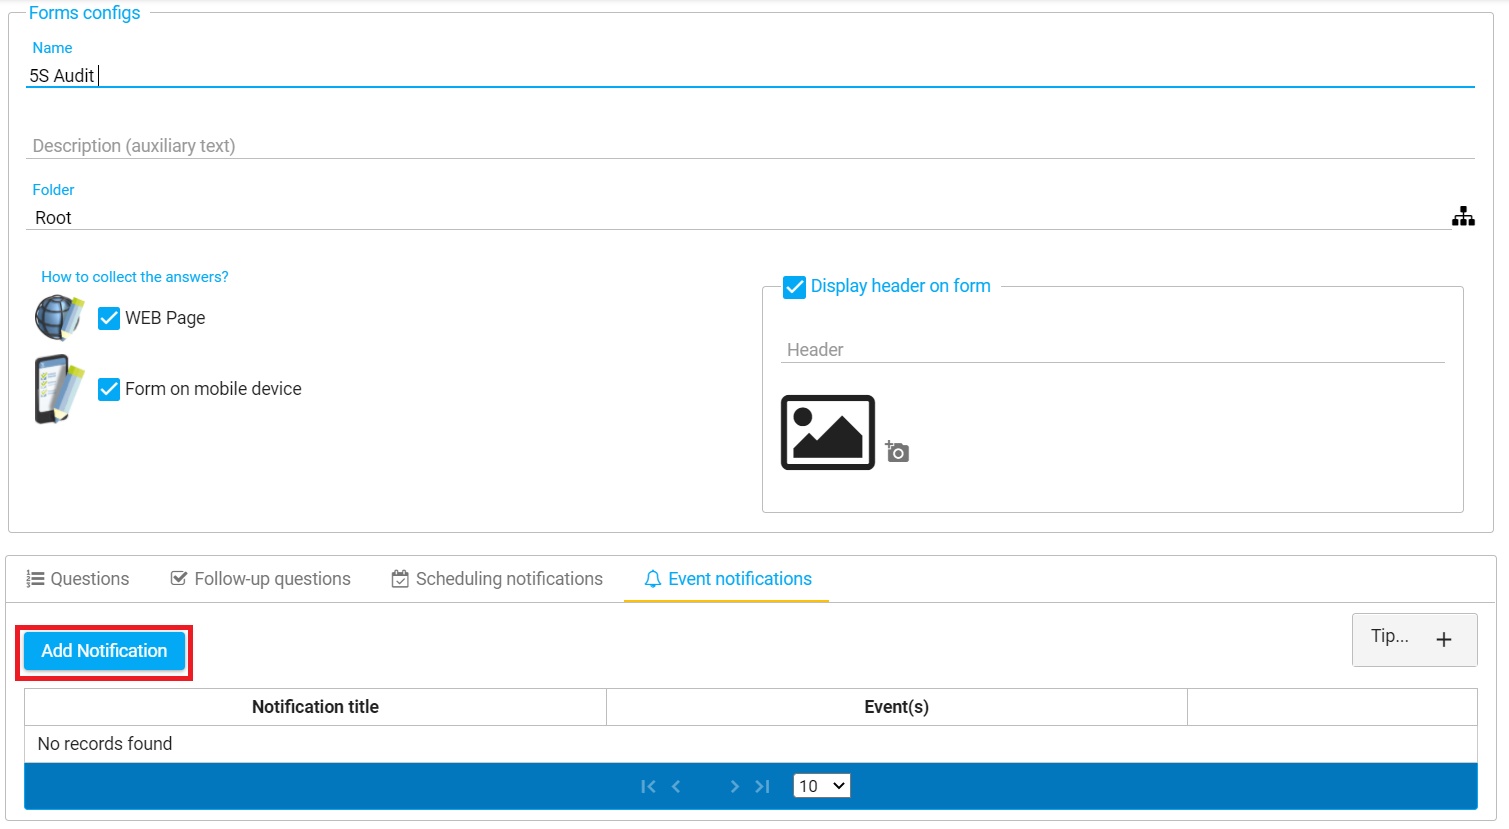 Forms configs
Name
5S Audit
Description (auxiliary text)
Folder
Root
How to collect the answers?
WEB Page
Form on mobile device
Display header on form
Header
Questions
Follow-up questions
Scheduling notifications
Event notifications
Add Notification
Tip...
Notification title
Event(s)
No records found
10